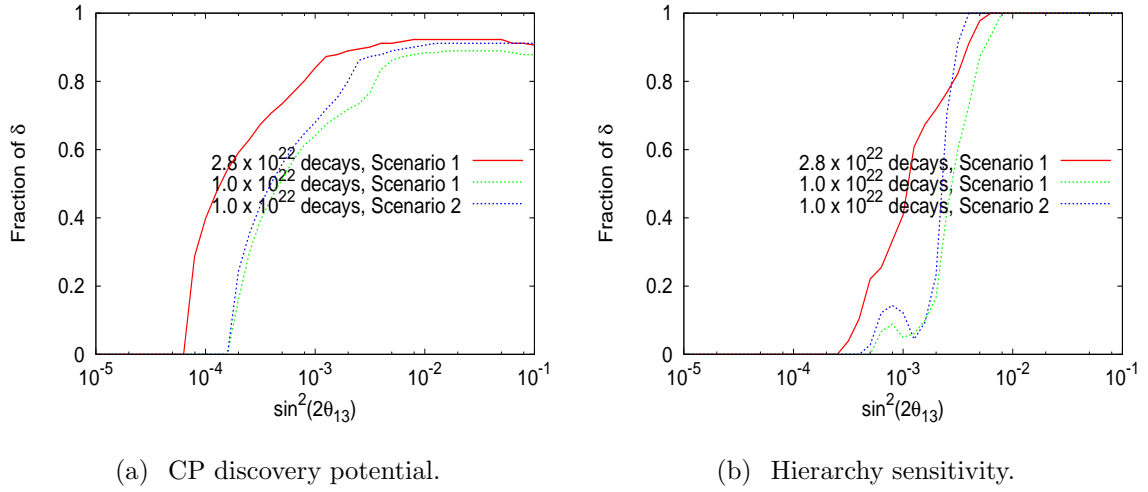 1
0.8
0.6
0.4
0.2
0
Fraction of δ
2.8 x 10^22 decays, Scenario 1
1.0 x 10^22 decays, Scenario 1
1.0 x 10^22 decays, Scenario 2
10^-5 10^-4 10^-3 10^-2 10^-1
sin^2(2θ_13)
(a) CP discovery potential.
1
0.8
0.6
0.4
0.2
0
Fraction of δ
2.8 x 10^22 decays, Scenario 1
1.0 x 10^22 decays, Scenario 1
1.0 x 10^22 decays, Scenario 2
10^-5 10^-4 10^-3 10^-2 10^-1
sin^2(2θ_13)
(b) Hierarchy sensitivity.